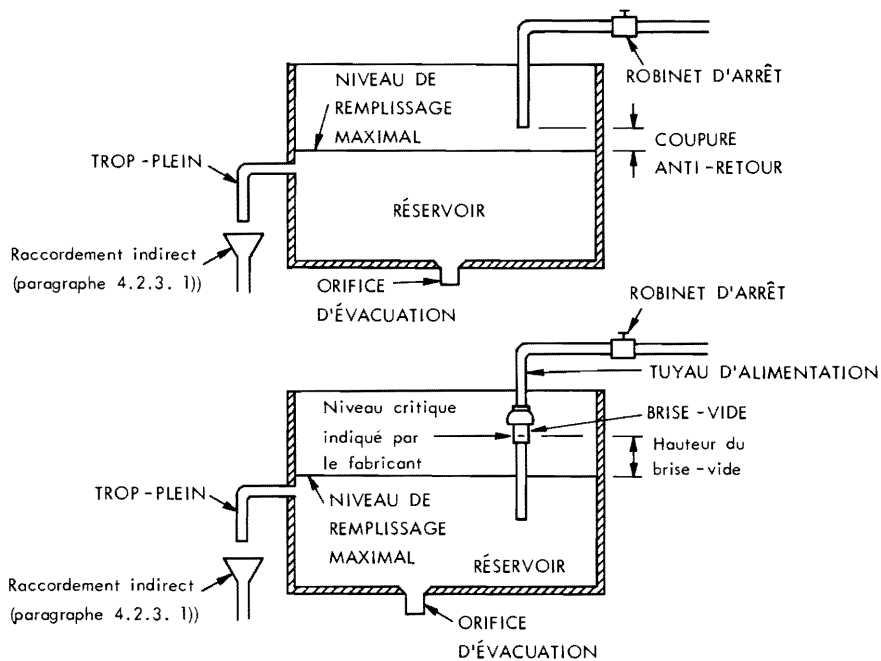 NIVEAU DE
REMPLISSAGE
MAXIMAL
ROBINET D'ARRÊT
COUPURE
ANTI-RETOUR
TROP-PLEIN
RÉSERVOIR
Raccordement indirect
(paragraphe 4.2.3. 1))
ORIFICE
D'ÉVACUATION
ROBINET D'ARRÊT
TUYAU D'ALIMENTATION
Niveau critique
indiqué par
le fabricant
BRISE-VIDE
Hauteur du
brise-vide
TROP-PLEIN
NIVEAU DE
REMPLISSAGE
MAXIMAL
RÉSERVOIR
Raccordement indirect
(paragraphe 4.2.3. 1))
ORIFICE
D'ÉVACUATION